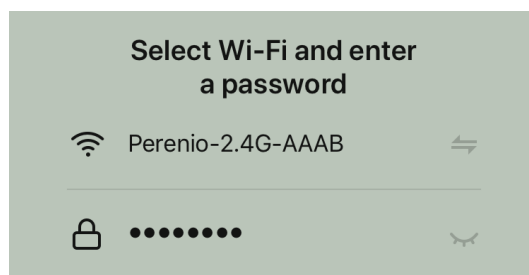 Select Wi-Fi and enter
a password
Perenio-2.4G-AAAB
••••••••